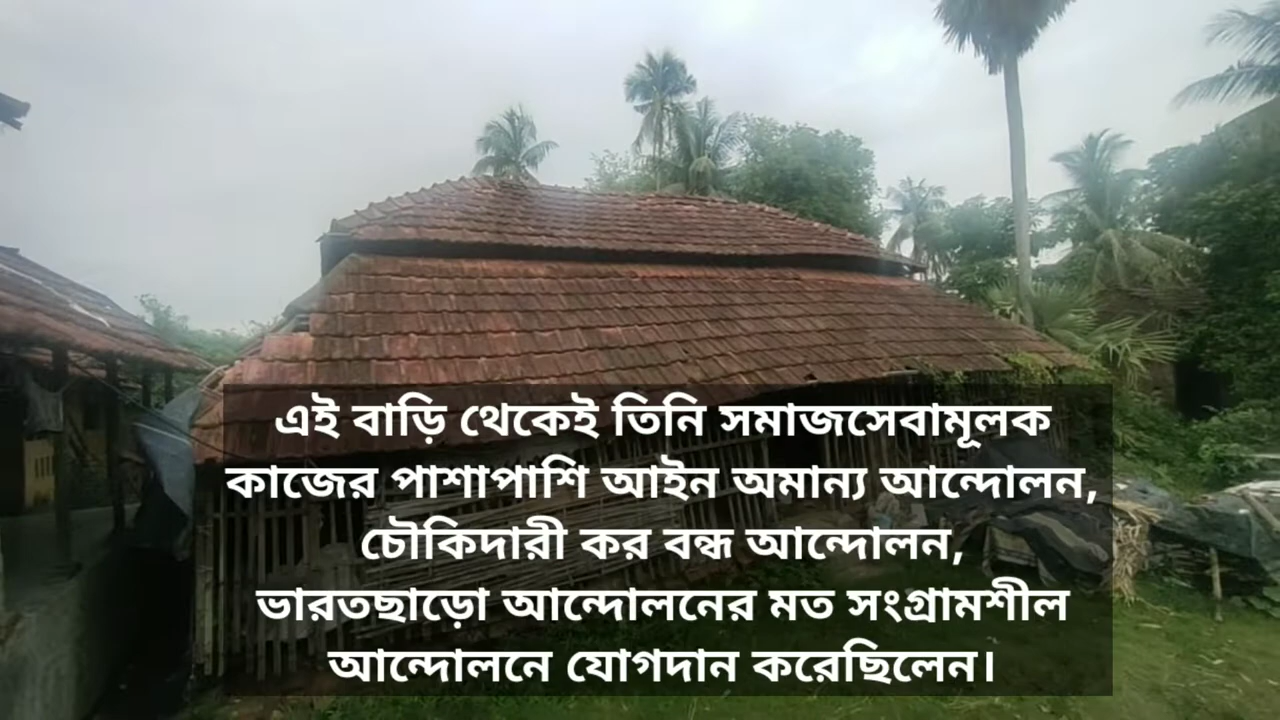 এই বাড়ি থেকেই তিনি সমাজসেবামূলক
কাজের পাশাপাশি আইন অমান্য আন্দোলন,
চৌকিদারী কর বন্ধ আন্দোলন,
ভারতছাড়ো আন্দোলনের মত সংগ্রামশীল
আন্দোলনে যোগদান করেছিলেন।